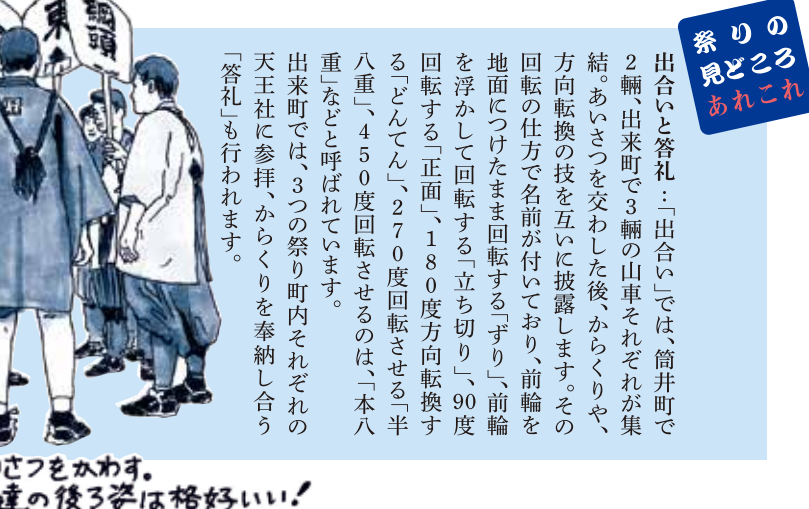 祭りの
見どころ
あれこれ
出合いと答礼：「出合い」では、筒井町で
2輛、出来町で3輛の山車それぞれが集
結。あいさつを交わした後、からくりや、
方向転換の技を互いに披露します。その
回転の仕方で名前が付いており、前輪を
地面につけたまま回転する「ずり」、前輪
を浮かして回転する「立ち切り」、90度
回転する「正面」、180度方向転換す
る「どんてん」、270度回転させる「半
八重」、450度回転させるのは、「本八
重」などと呼ばれています。
出来町では、3つの祭り町内それぞれの
天王社に参拝、からくりを奉納し合う
「答礼」も行われます。
綱頭
東
さつをかわす。
達の後ろ姿は格好いい!